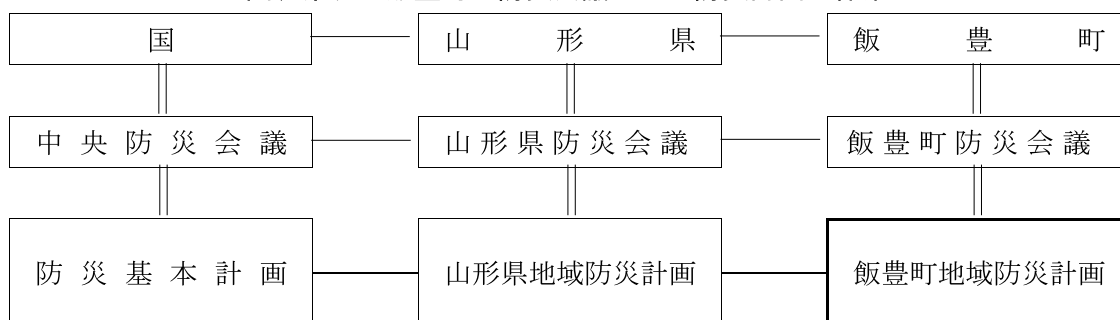 国 山形県 飯豊町
中央防災会議 山形県防災会議 飯豊町防災会議
防災基本計画 山形県地域防災計画 飯豊町地域防災計画